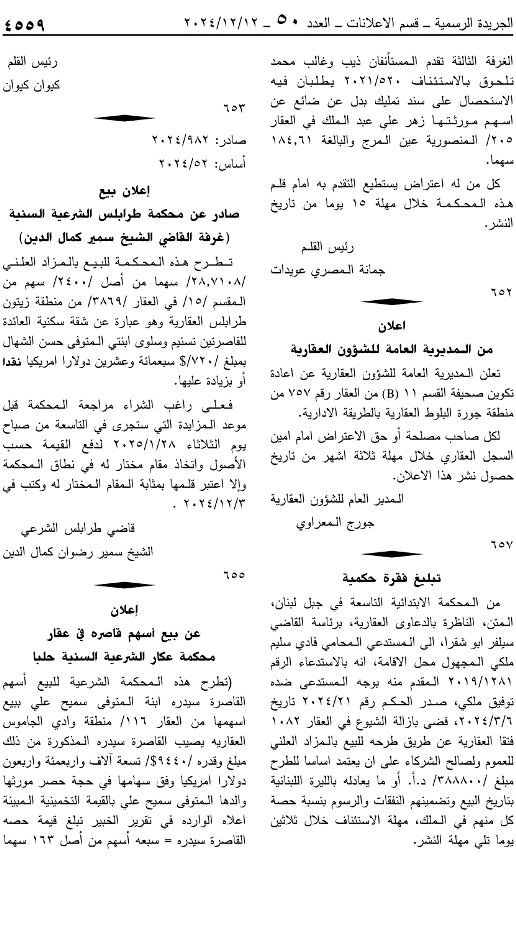 الجريدة الرسمية – قسم الاعلانات – العدد ٥٠ – ٢٠٢٤/١٢/١٢
٤٥٥٩
الغرفة الثالثة تقدم المستأنفان ذيب وغالب محمد
تلحوق بالاستئناف ٢٠٢١/٥٢٠ يطلبان فيه
الاستحصال على سند تمليك بدل عن ضائع عن
اسهم مورثتها زهر علي عبد الملك في العقار
٢٠٥/ المنصورية عين المرج والبالغة ١٨٤,٦١
سهما.
كل من له اعتراض يستطيع التقدم به امام قلم
هذه المحكمة خلال مهلة ١٥ يوما من تاريخ
النشر.
رئيس القلم
جمانة المصري عويدات
٦٥٢
اعلان
من المديرية العامة للشؤون العقارية
تعلن المديرية العامة للشؤون العقارية عن اعادة
تكوين صحيفة القسم ١١ (B) من العقار رقم ٧٥٧ من
منطقة جورة البلوط العقارية بالطريقة الادارية.
لكل صاحب مصلحة أو حق الاعتراض امام امين
السجل العقاري خلال مهلة ثلاثة اشهر من تاريخ
حصول نشر هذا الاعلان.
المدير العام للشؤون العقارية
جورج المعراوي
٦٥٧
تبليغ فقرة حكمية
من المحكمة الابتدائية التاسعة في جبل لبنان،
المتن، الناظرة بالدعاوى العقارية، برئاسة القاضي
سيلفر ابو شقرا، الى المستدعي المحامي فادي سليم
ملكي المجهول محل الاقامة، انه بالاستدعاء الرقم
٢٠١٩/١٢٨١ المقدم منه بوجه المستدعى ضده
توفيق ملكي، صدر الحكم رقم ٢٠٢٤/٢١ تاريخ
٢٠٢٤/٣/٦، قضى بازالة الشيوع في العقار ١٠٨٢
قنقا العقارية عن طريق طرحه للبيع بالمزاد العلني
للعموم ولصالح الشركاء على ان يعتمد اساسا للطرح
مبلغ /٣٨٨٨٠٠/ د.أ. أو ما يعادله بالليرة اللبنانية
بتاريخ البيع وتضمينهم النفقات والرسوم بنسبة حصة
كل منهم في الملك، مهلة الاستئناف خلال ثلاثين
يوما تلي مهلة النشر.
رئيس القلم
كيوان كيوان
٦٥٣
صادر: ٢٠٢٤/٩٨٢
أساس: ٢٠٢٤/٥٢
إعلان بيع
صادر عن محكمة طرابلس الشرعية السنية
(غرفة القاضي الشيخ سمير كمال الدين)
تـطـرح هـذه المحكمة للبيع بالمزاد العلني
/٢٨,٧١٠٨/ سهما من أصل /٢٤٠٠/ سهم من
المقسم /١٥/ في العقار /٣٨٦٩/ من منطقة زيتون
طرابلس العقارية وهو عبارة عن شقة سكنية العائدة
للقاصرتين تسنيم وسلوى ابنتي المتوفى حسن الشهال
بمبلغ /٧٢٠/$ سبعمائة وعشرين دولارا امريكيا نقدا
أو بزيادة عليها.
فـعـلـى راغب الشراء مراجعة المحكمة قبل
موعد المزايدة التي ستجرى في التاسعة من صباح
يوم الثلاثاء ٢٠٢٥/١/٢٨ لدفع القيمة حسب
الأصول واتخاذ مقام مختار له في نطاق المحكمة
وإلا اعتبر قلمها بمثابة المقام المختار له وكتب في
٢٠٢٤/١٢/٣ .
قاضي طرابلس الشرعي
الشيخ سمير رضوان كمال الدين
٦٥٥
إعلان
عن بيع أسهم قاصره في عقار
محكمة عكار الشرعية السنية حلبا
(تطرح هذه المحكمة الشرعية للبيع أسهم
القاصرة سيدره ابنة المتوفى سميح علي ببيع
اسهمها من العقار ١١٦/ منطقة وادي الجاموس
العقاريه بصيب القاصرة سيدره المذكورة من ذلك
مبلغا وقدره /٩٤٤٠$/ تسعة آلاف واربعمئة واربعون
دولارا امريكيا وفق سهامها في حجة حصر مورثها
والدها المتوفى سميح علي بالقيمة التخمينية المبينة
اعلاه الوارده في تقرير الخبير تبلغ قيمة حصه
القاصرة سيدره = سبعه أسهم من أصل ١٦٣ سهما